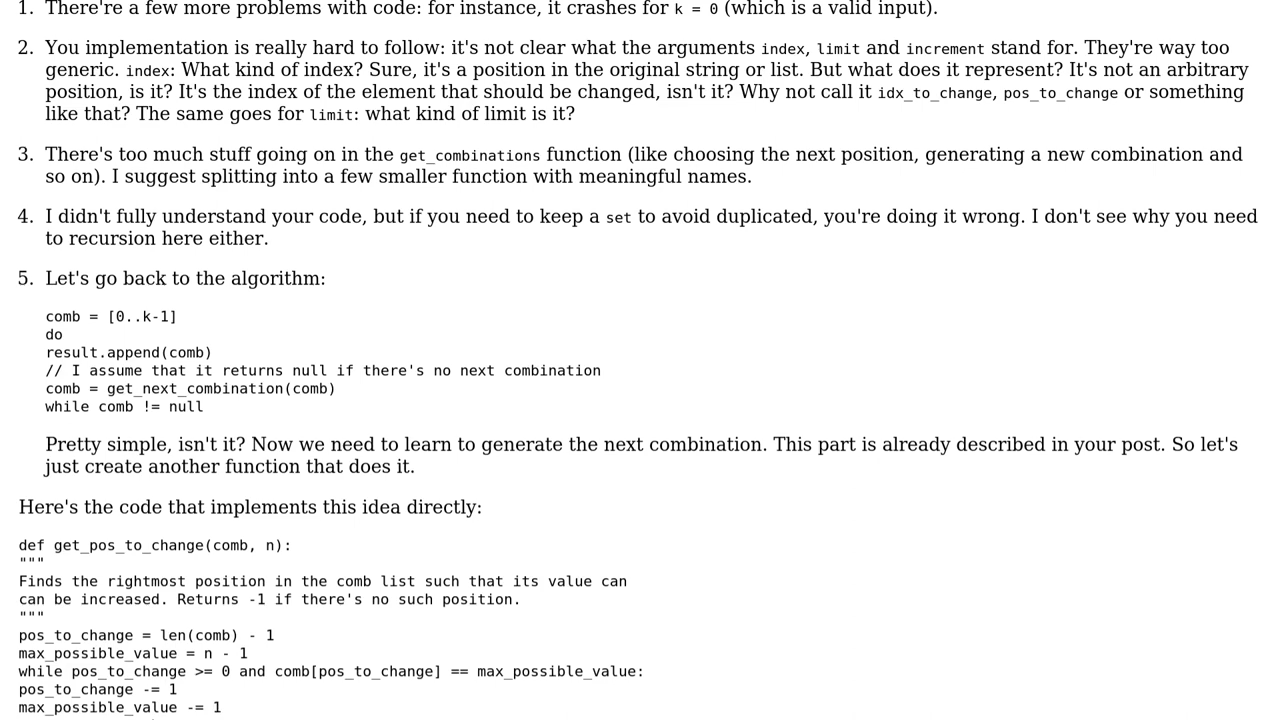 1. There're a few more problems with code: for instance, it crashes for k = 0 (which is a valid input).
2. You implementation is really hard to follow: it's not clear what the arguments index, limit and increment stand for. They're way too
generic. index: What kind of index? Sure, it's a position in the original string or list. But what does it represent? It's not an arbitrary
position, is it? It's the index of the element that should be changed, isn't it? Why not call it idx_to_change, pos_to_change or something
like that? The same goes for limit: what kind of limit is it?
3. There's too much stuff going on in the get_combinations function (like choosing the next position, generating a new combination and
so on). I suggest splitting into a few smaller function with meaningful names.
4. I didn't fully understand your code, but if you need to keep a set to avoid duplicated, you're doing it wrong. I don't see why you need
to recursion here either.
5. Let's go back to the algorithm:
comb = [0..k-1]
do
result.append(comb)
// I assume that it returns null if there's no next combination
comb = get_next_combination(comb)
while comb != null
Pretty simple, isn't it? Now we need to learn to generate the next combination. This part is already described in your post. So let's
just create another function that does it.
Here's the code that implements this idea directly:
def get_pos_to_change(comb, n):
"""
Finds the rightmost position in the comb list such that its value can
can be increased. Returns -1 if there's no such position.
"""
pos_to_change = len(comb) - 1
max_possible_value = n - 1
while pos_to_change >= 0 and comb[pos_to_change] == max_possible_value:
pos_to_change -= 1
max_possible_value -= 1